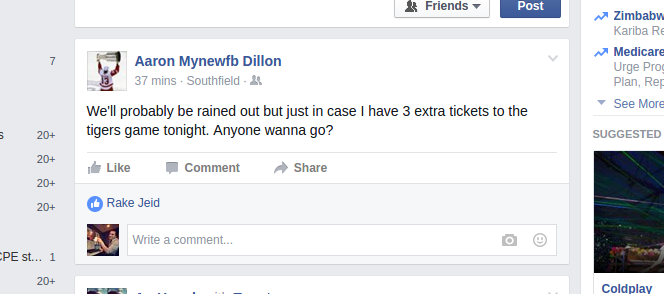 Friends
Post
Zimbabw
Kariba Re
Medicare
Urge Prog
Plan, Rep
See More
SUGGESTED
Coldplay
7
20+
20+
20+
20+
CPE st... 1
20+
Aaron Mynewfb Dillon
37 mins · Southfield ·
We'll probably be rained out but just in case I have 3 extra tickets to the
tigers game tonight. Anyone wanna go?
Like Comment Share
Rake Jeid
Write a comment...